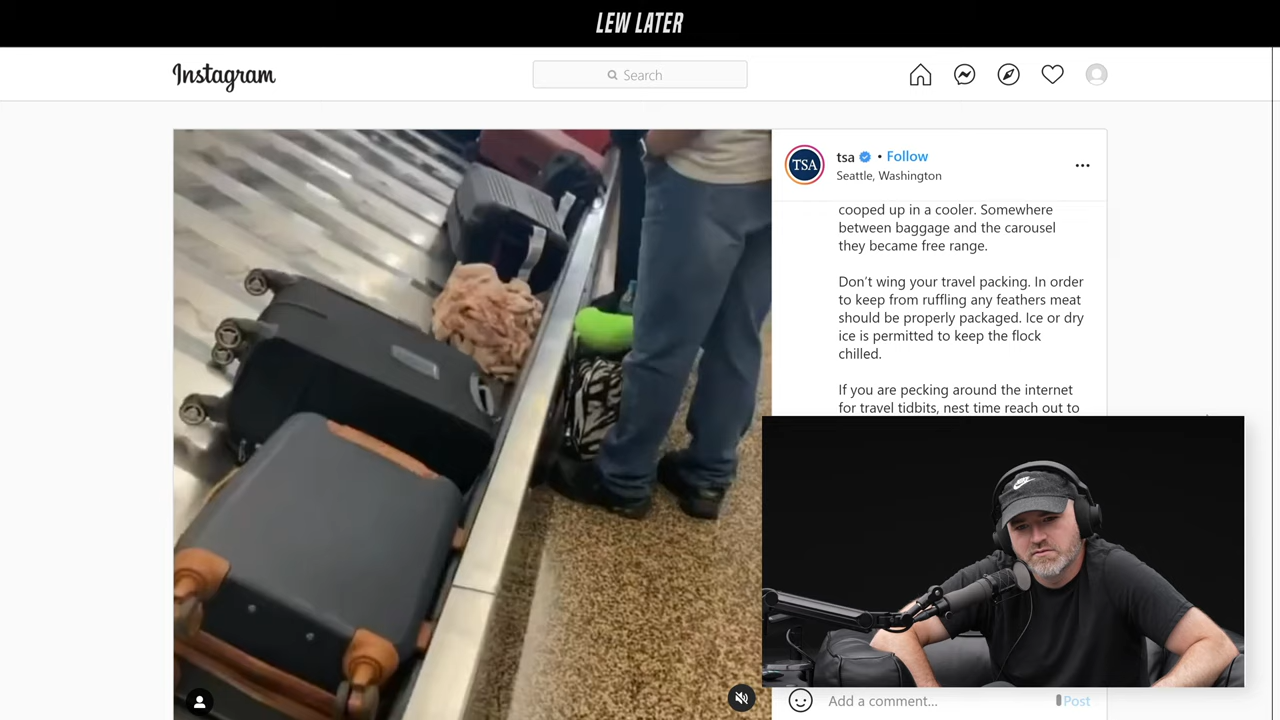 LEW LATER
Instagram
Search
tsa • Follow
TSA
Seattle, Washington
cooped up in a cooler. Somewhere
between baggage and the carousel
they became free range.
Don’t wing your travel packing. In order
to keep from ruffling any feathers meat
should be properly packaged. Ice or dry
ice is permitted to keep the flock
chilled.
If you are pecking around the internet
for travel tidbits, nest time reach out to
Add a comment...
Post